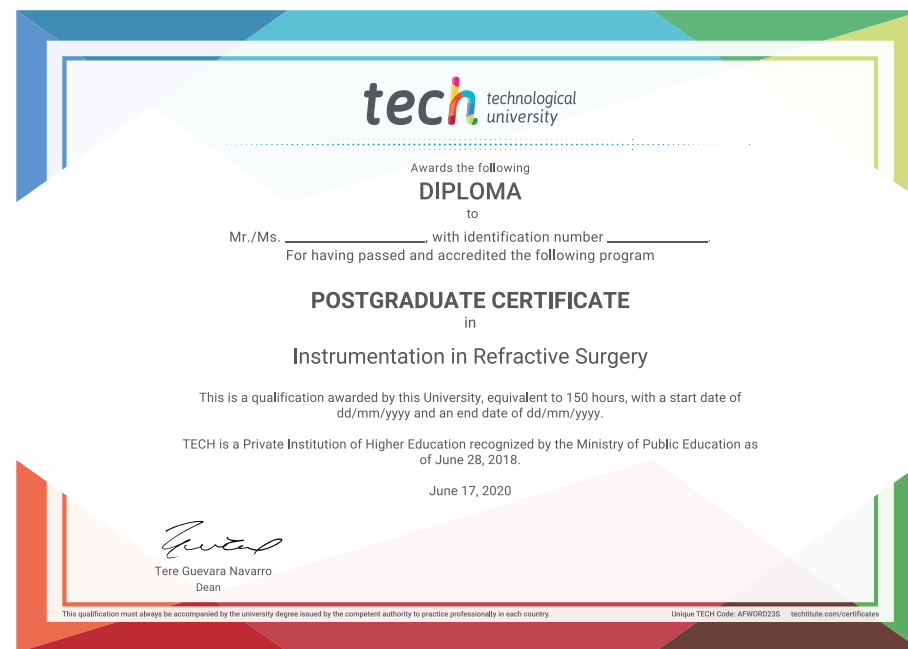 tech technological
university
Awards the following
DIPLOMA
to
Mr./Ms. ____________________, with identification number __________________.
For having passed and accredited the following program
POSTGRADUATE CERTIFICATE
in
Instrumentation in Refractive Surgery
This is a qualification awarded by this University, equivalent to 150 hours, with a start date of
dd/mm/yyyy and an end date of dd/mm/yyyy.
TECH is a Private Institution of Higher Education recognized by the Ministry of Public Education as
of June 28, 2018.
June 17, 2020
Tere Guevara Navarro
Dean
This qualification must always be accompanied by the university degree issued by the competent authority to practice professionally in each country. Unique TECH Code: AFWORD23S techtitute.com/certificates